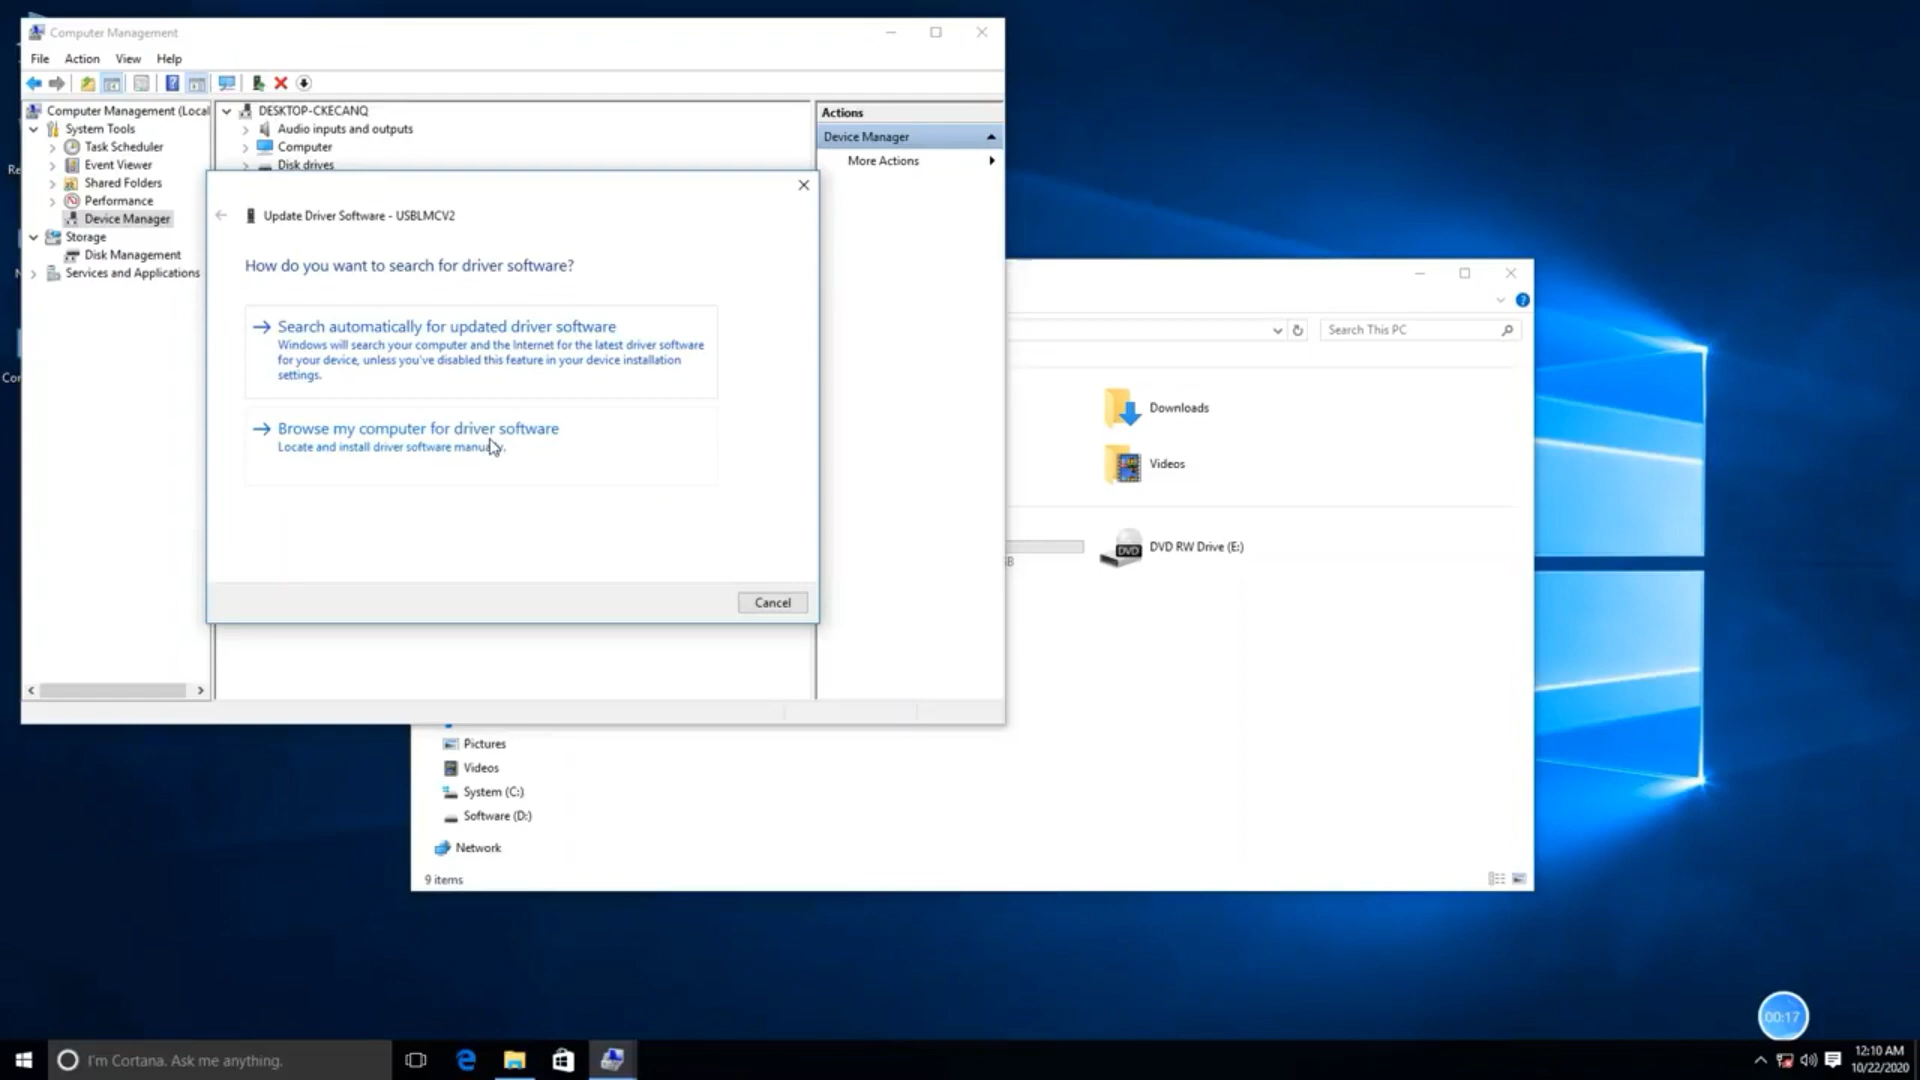 Computer Management
File Action View Help
Computer Management (Local
System Tools
Task Scheduler
Event Viewer
Shared Folders
Performance
Device Manager
Storage
Disk Management
Services and Applications
DESKTOP-CKECANQ
Audio inputs and outputs
Computer
Disk drives
Actions
Device Manager
More Actions
Update Driver Software - USBLMCV2
How do you want to search for driver software?
Search automatically for updated driver software
Windows will search your computer and the Internet for the latest driver software
for your device, unless you've disabled this feature in your device installation
settings.
Browse my computer for driver software
Locate and install driver software manually.
Cancel
Search This PC
Downloads
Videos
DVD RW Drive (E:)
DVD
Pictures
Videos
System (C:)
Software (D:)
Network
9 items
Re
N
Cor
00:17
I'm Cortana. Ask me anything.
12:10 AM
10/22/2020